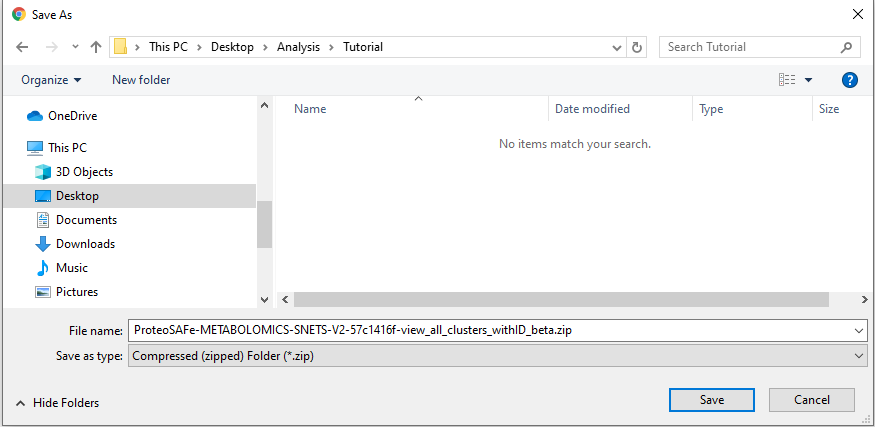 Save As
This PC > Desktop > Analysis > Tutorial
Search Tutorial
Organize
New folder
?
Name
Date modified
Type
Size
No items match your search.
OneDrive
This PC
3D Objects
Desktop
Documents
Downloads
Music
Pictures
File name: ProteoSAFe-METABOLOMICS-SNETS-V2-57c1416f-view_all_clusters_withID_beta.zip
Save as type: Compressed (zipped) Folder (*.zip)
Hide Folders
Save
Cancel